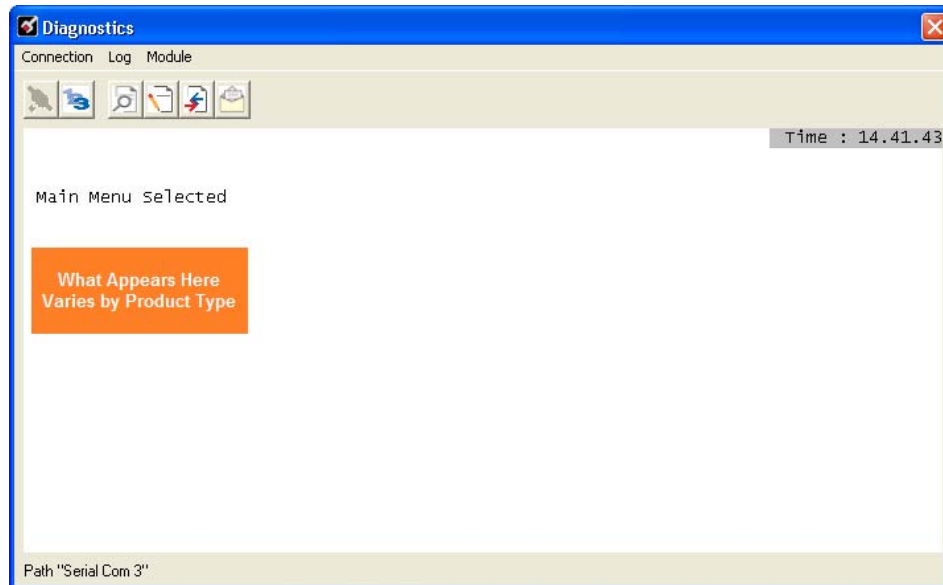 Diagnostics
Connection Log Module
Time : 14.41.43
Main Menu Selected
What Appears Here
Varies by Product Type
Path "Serial Com 3"